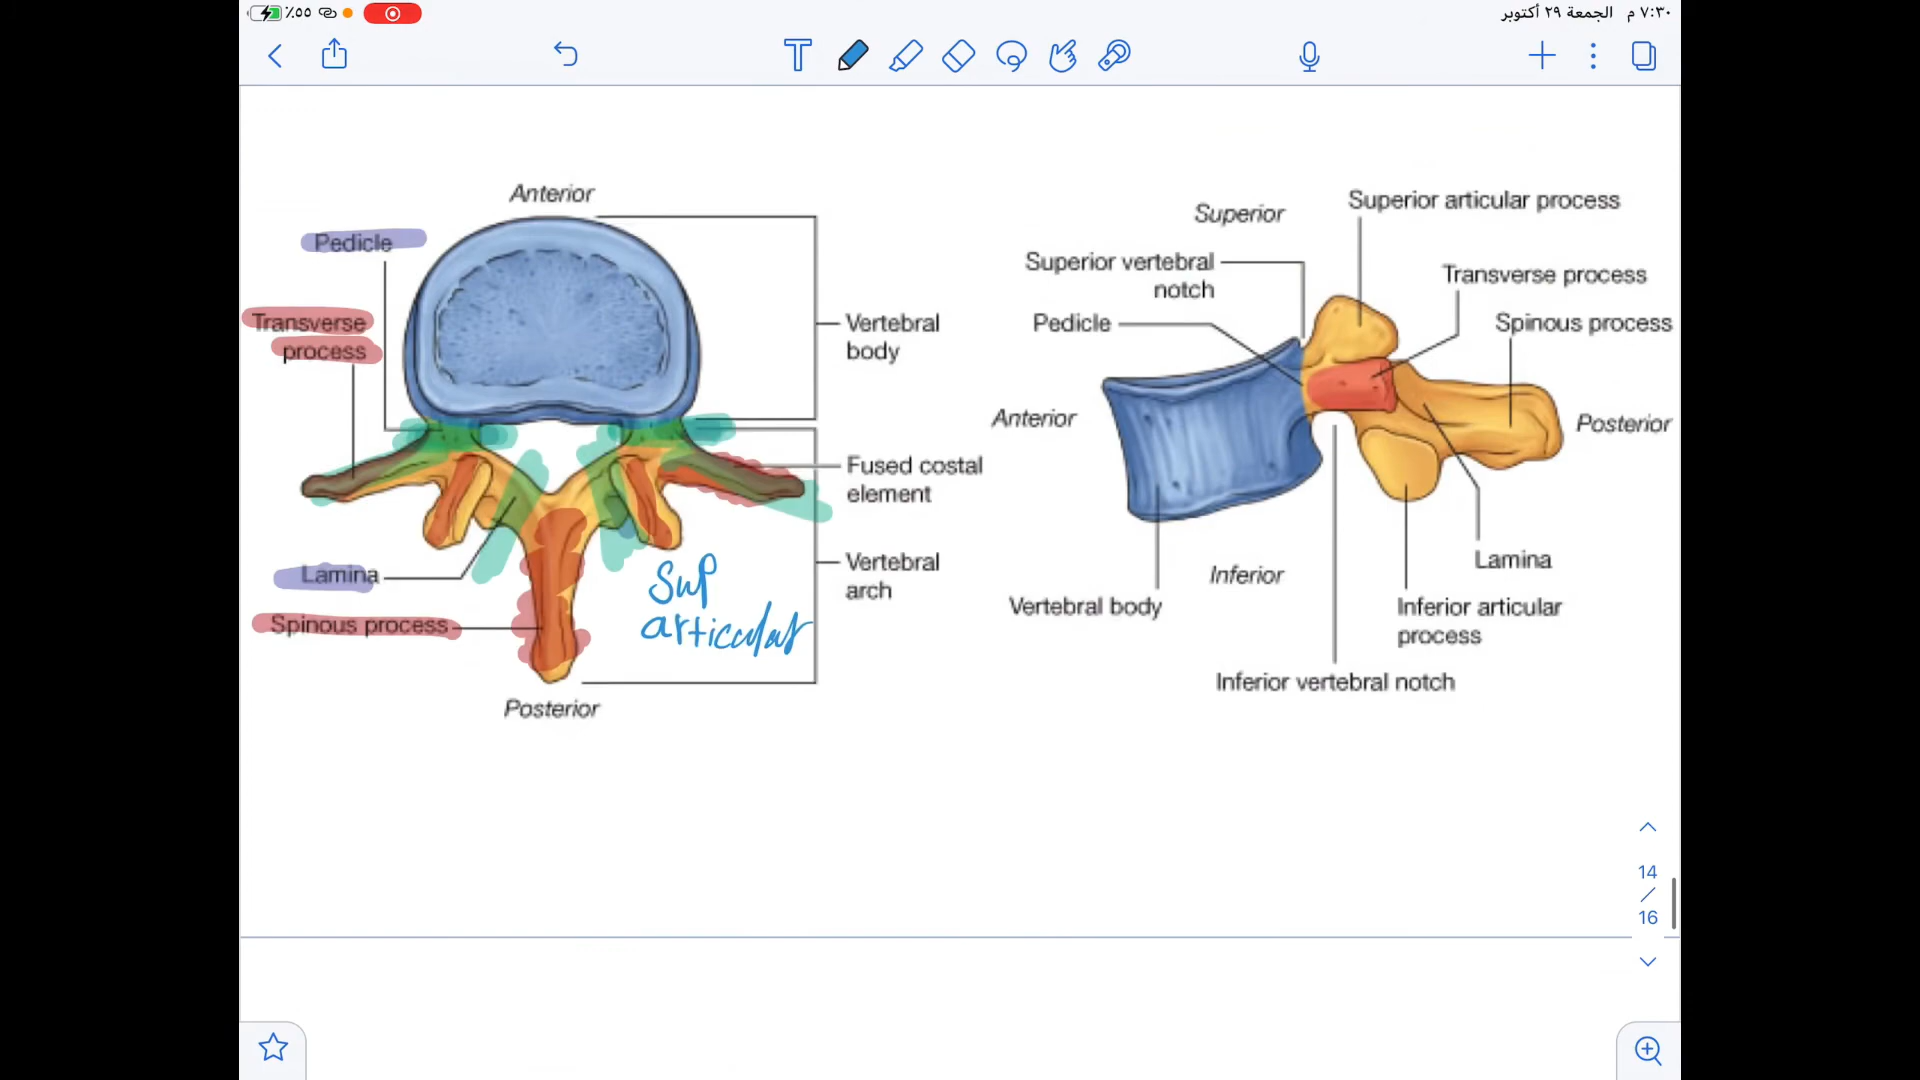 ٪٥٥
٧:٣٠ م الجمعة ٢٩ أكتوبر
Anterior
Pedicle
Transverse
process
Vertebral
body
Fused costal
element
Lamina
Vertebral
arch
Spinous process
Sup
articular
Posterior
Superior articular process
Superior
Superior vertebral
notch
Transverse process
Pedicle
Spinous process
Anterior
Posterior
Lamina
Inferior
Vertebral body
Inferior articular
process
Inferior vertebral notch
14
/
16